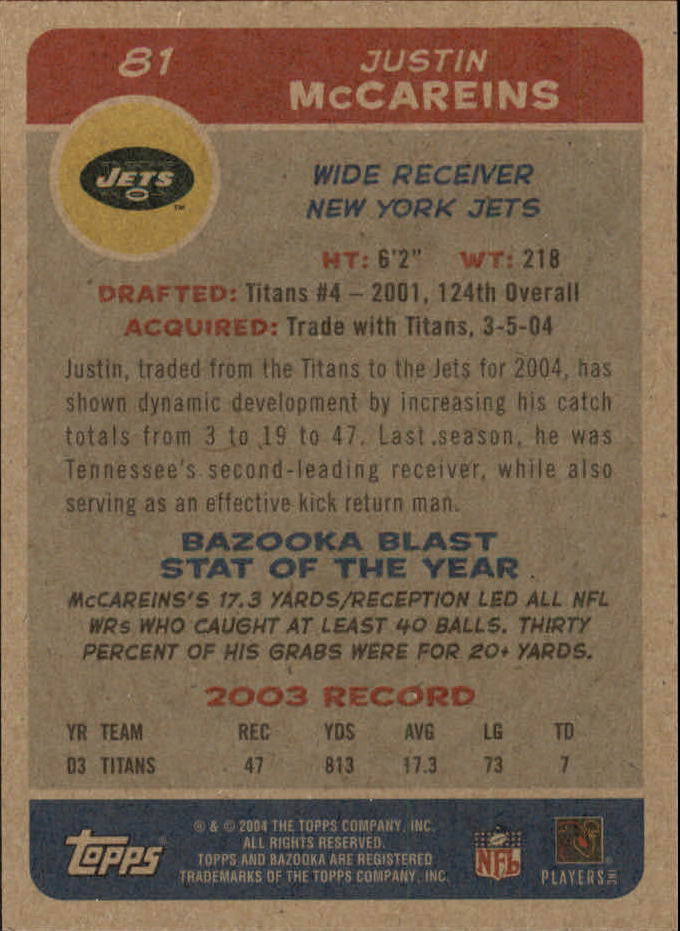 81
JUSTIN
McCAREINS
JETS
TM
WIDE RECEIVER
NEW YORK JETS
HT: 6'2" WT: 218
DRAFTED: Titans #4 – 2001, 124th Overall
ACQUIRED: Trade with Titans, 3-5-04
Justin, traded from the Titans to the Jets for 2004, has
shown dynamic development by increasing his catch
totals from 3 to 19 to 47. Last season, he was
Tennessee's second-leading receiver, while also
serving as an effective kick return man.
BAZOOKA BLAST
STAT OF THE YEAR
McCAREINS'S 17.3 YARDS/RECEPTION LED ALL NFL
WRs WHO CAUGHT AT LEAST 40 BALLS. THIRTY
PERCENT OF HIS GRABS WERE FOR 20+ YARDS.
2003 RECORD
YR TEAM REC YDS AVG LG TD
03 TITANS 47 813 17.3 73 7
topps
® & © 2004 THE TOPPS COMPANY, INC.
ALL RIGHTS RESERVED.
TOPPS AND BAZOOKA ARE REGISTERED
TRADEMARKS OF THE TOPPS COMPANY, INC.
NFL
PLAYERS INC